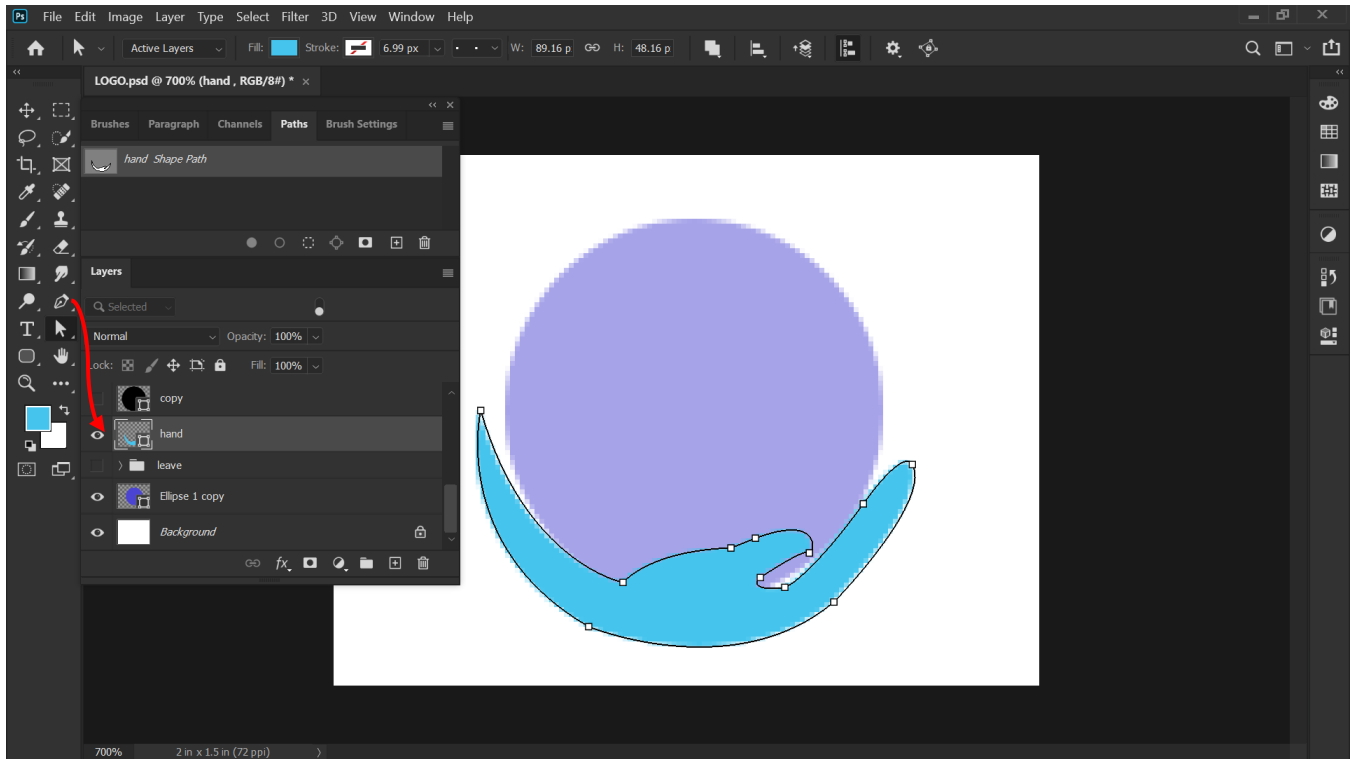 Ps File Edit Image Layer Type Select Filter 3D View Window Help
Active Layers Fill: Stroke: 6.99 px W: 89.16 p H: 48.16 p
LOGO.psd @ 700% (hand , RGB/8#) * ×
Brushes Paragraph Channels Paths Brush Settings
hand Shape Path
Layers
Selected
Normal Opacity: 100%
Lock: Fill: 100%
copy
hand
leave
Ellipse 1 copy
Background
fx
T
700% 2 in x 1.5 in (72 ppi)